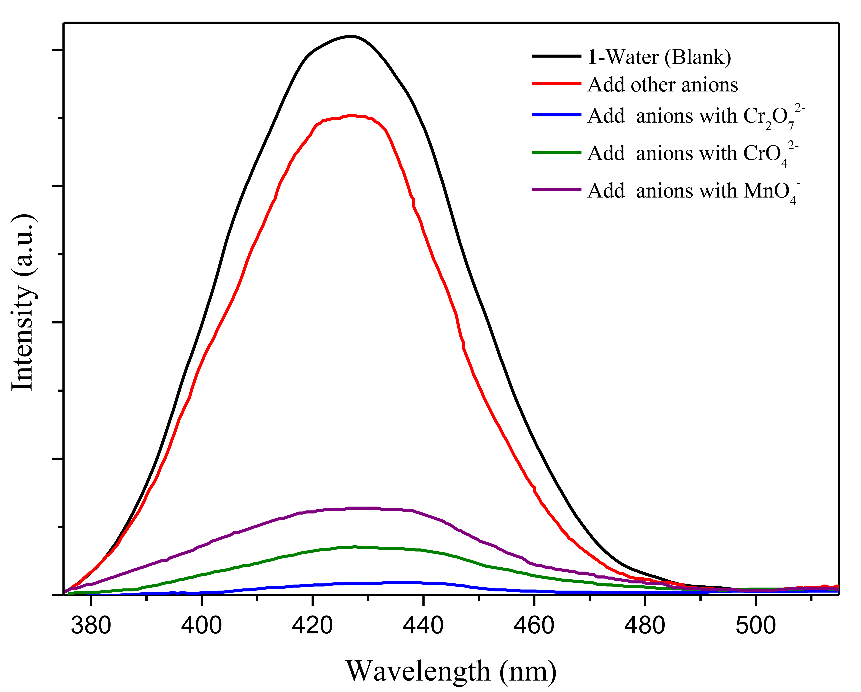 1-Water (Blank)
Add other anions
Add anions with Cr₂O₇²⁻
Add anions with CrO₄²⁻
Add anions with MnO₄⁻
Intensity (a.u.)
380 400 420 440 460 480 500
Wavelength (nm)